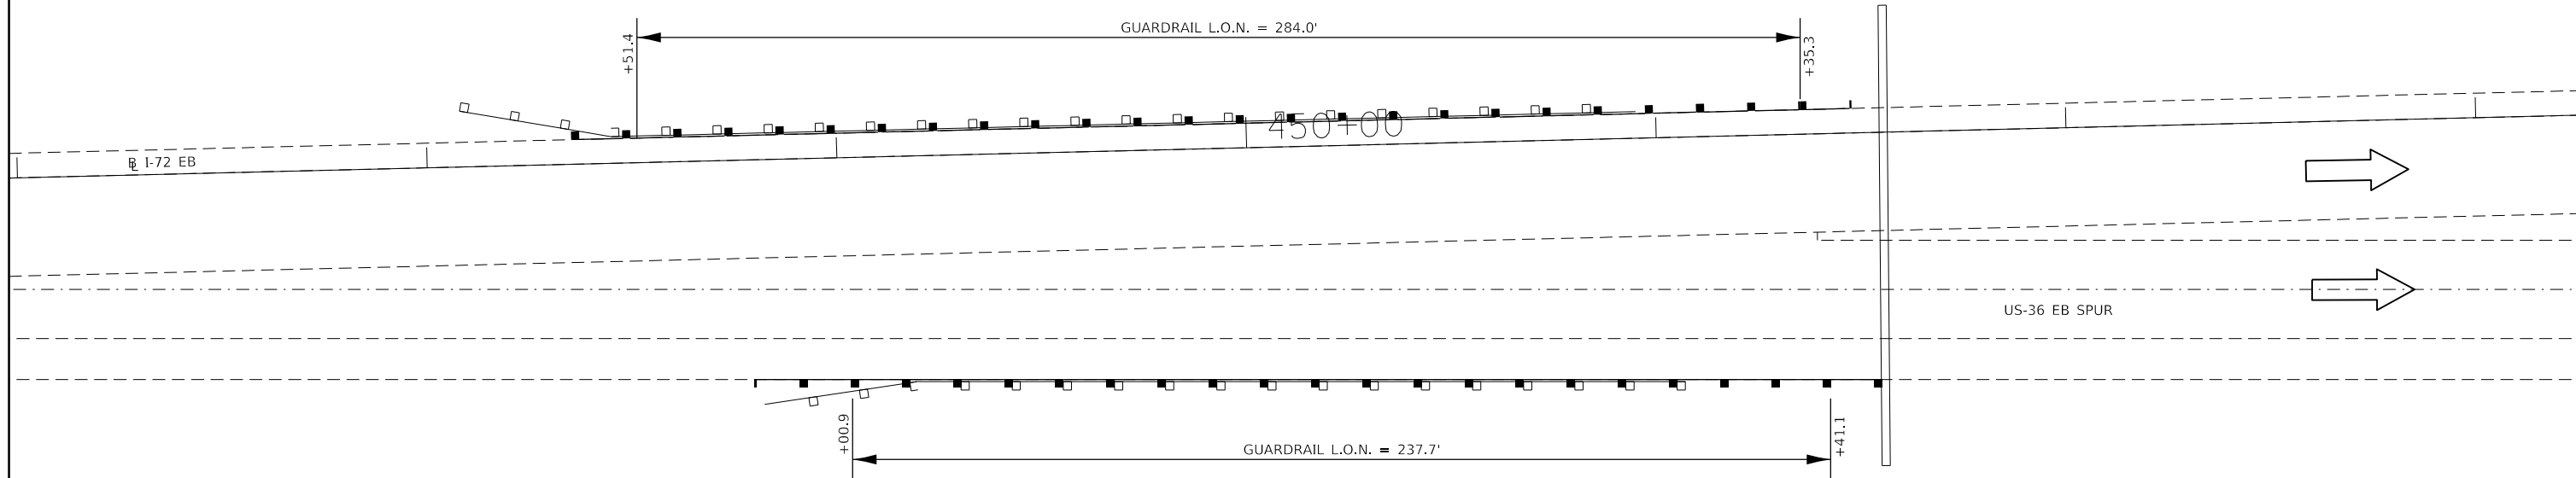 GUARDRAIL L.O.N. = 284.0'
+51.4
+35.3
450+00
BL I-72 EB
US-36 EB SPUR
+00.9
+41.1
GUARDRAIL L.O.N. = 237.7'